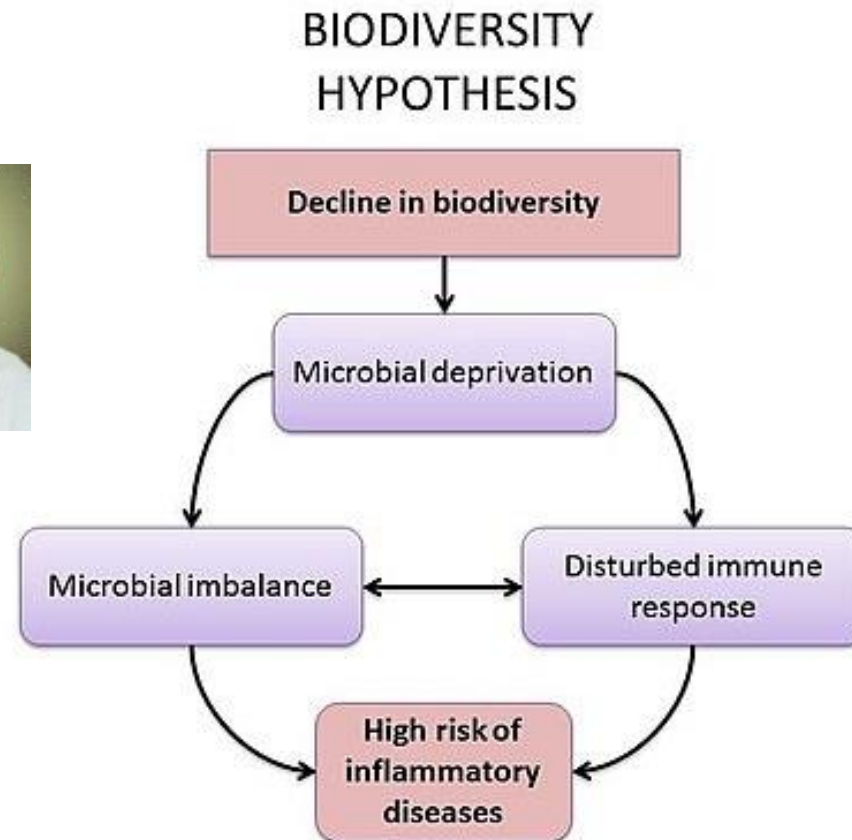 BIODIVERSITY
HYPOTHESIS
Decline in biodiversity
Microbial deprivation
Microbial imbalance
Disturbed immune
response
High risk of
inflammatory
diseases